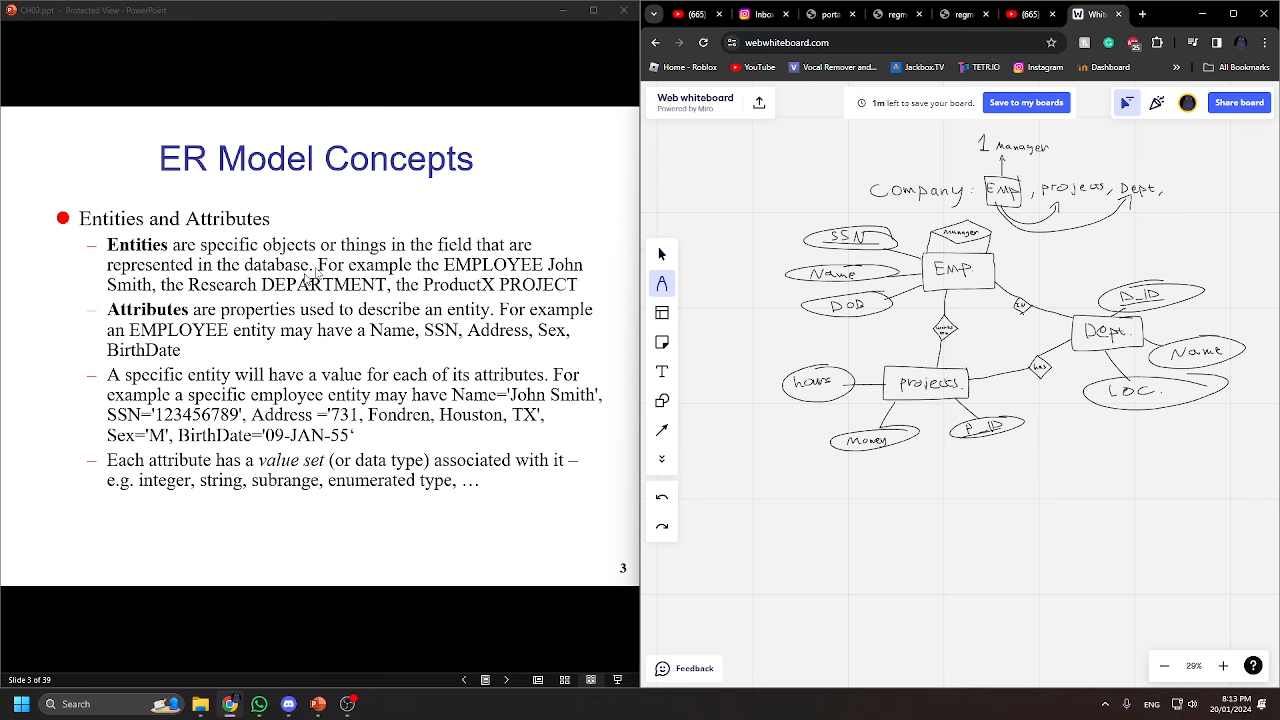 CH03.ppt - Protected View - PowerPoint
ER Model Concepts
Entities and Attributes
– Entities are specific objects or things in the field that are
represented in the database. For example the EMPLOYEE John
Smith, the Research DEPARTMENT, the ProductX PROJECT
– Attributes are properties used to describe an entity. For example
an EMPLOYEE entity may have a Name, SSN, Address, Sex,
BirthDate
– A specific entity will have a value for each of its attributes. For
example a specific employee entity may have Name='John Smith',
SSN='123456789', Address ='731, Fondren, Houston, TX',
Sex='M', BirthDate='09-JAN-55‘
– Each attribute has a value set (or data type) associated with it –
e.g. integer, string, subrange, enumerated type, …
3
Slide 3 of 39
(665)
Inbox
porta
regis
regme
(665)
Whit
webwhiteboard.com
Home - Roblox
YouTube
Vocal Remover and...
JackboxTV
TETR.IO
Instagram
Dashboard
»
All Bookmarks
Web whiteboard
Powered by Miro
1m left to save your board.
Save to my boards
Share board
1 manager
Company: Emp, projects, Dept,
SSN
manager
Name
Emp
DOB
in
D_ID
Dept.
Name
has
hours
projects.
LOC.
money
P_ID
Feedback
29%
Search
ENG
8:13 PM
20/01/2024